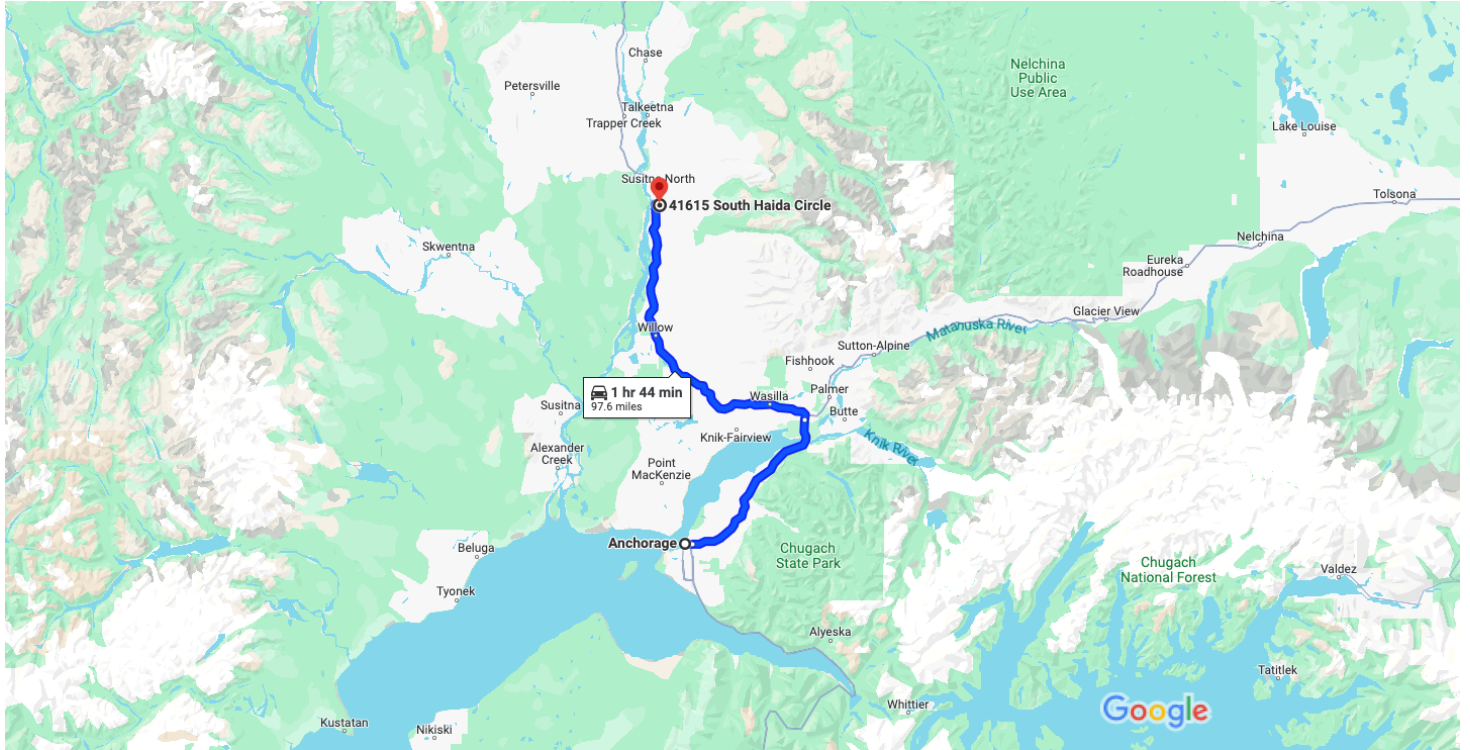 Chase
Nelchina
Public
Use Area
Petersville
Talkeetna
Trapper Creek
Lake Louise
Susitna North
Tolsona
41615 South Haida Circle
Nelchina
Skwentna
Eureka
Roadhouse
Glacier View
Willow
Matanuska River
Sutton-Alpine
Fishhook
1 hr 44 min
97.6 miles
Palmer
Wasilla
Susitna
Butte
Knik-Fairview
Knik River
Alexander
Creek
Point
MacKenzie
Anchorage
Beluga
Chugach
State Park
Chugach
National Forest
Valdez
Tyonek
Alyeska
Tatitlek
Whittier
Google
Kustatan
Nikiski